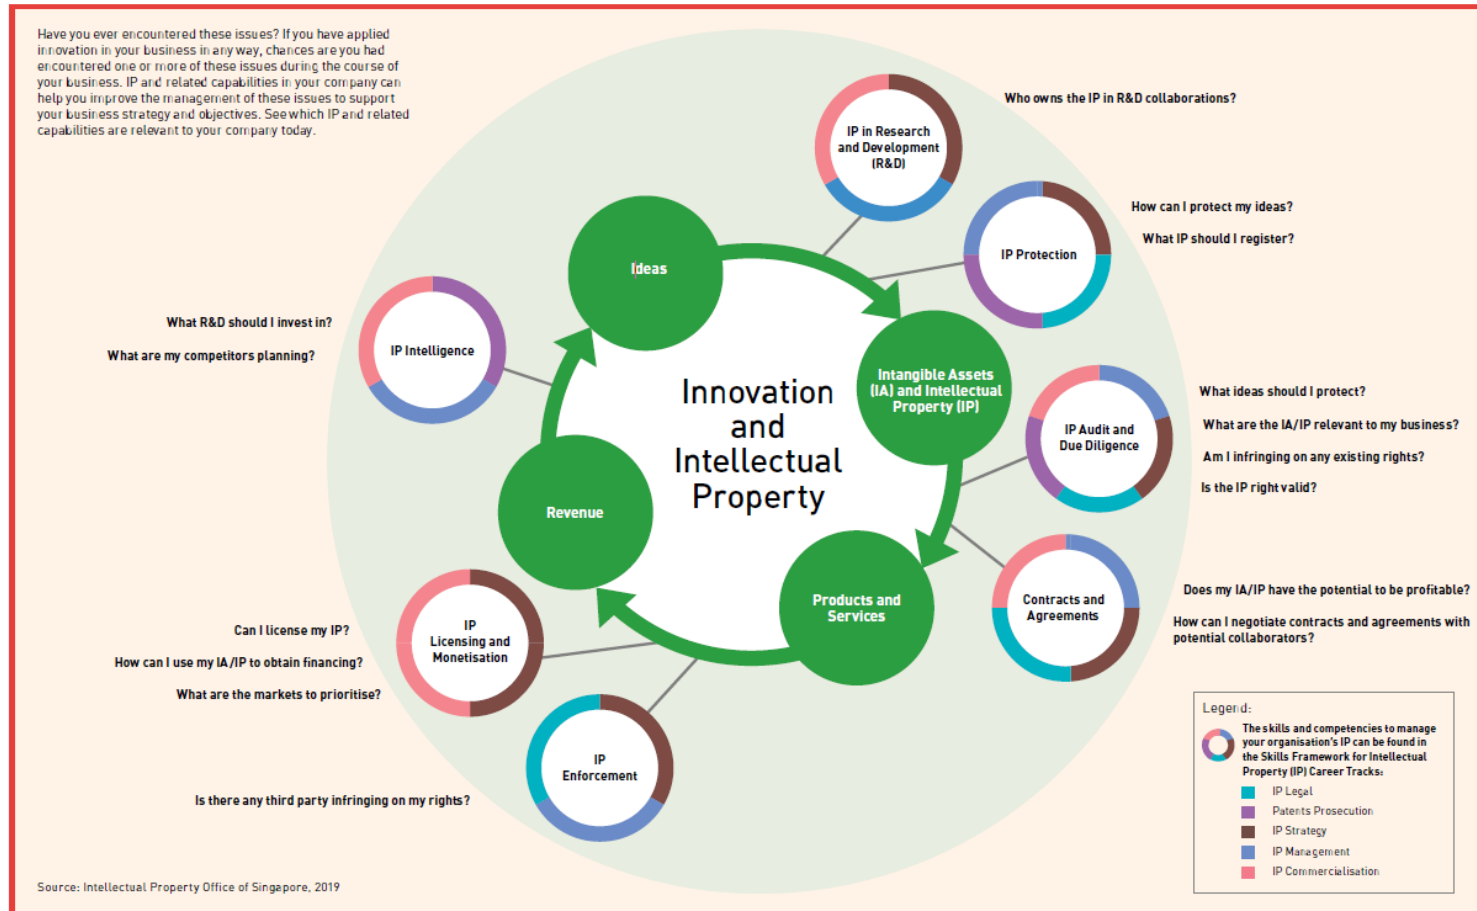 Have you ever encountered these issues? If you have applied
innovation in your business in any way, chances are you had
encountered one or more of these issues during the course of
your business. IP and related capabilities in your company can
help you improve the management of these issues to support
your business strategy and objectives. See which IP and related
capabilities are relevant to your company today.
IP in Research
and Development
(R&D)
Who owns the IP in R&D collaborations?
IP Protection
How can I protect my ideas?
What IP should I register?
Ideas
IP Intelligence
What R&D should I invest in?
What are my competitors planning?
Intangible Assets
(IA) and Intellectual
Property (IP)
Innovation
and
Intellectual
Property
IP Audit and
Due Diligence
What ideas should I protect?
What are the IA/IP relevant to my business?
Am I infringing on any existing rights?
Is the IP right valid?
Revenue
Products and
Services
Contracts and
Agreements
Does my IA/IP have the potential to be profitable?
How can I negotiate contracts and agreements with
potential collaborators?
IP
Licensing and
Monetisation
Can I license my IP?
How can I use my IA/IP to obtain financing?
What are the markets to prioritise?
IP
Enforcement
Is there any third party infringing on my rights?
Legend:
The skills and competencies to manage
your organisation's IP can be found in
the Skills Framework for Intellectual
Property (IP) Career Tracks:
IP Legal
Patents Prosecution
IP Strategy
IP Management
IP Commercialisation
Source: Intellectual Property Office of Singapore, 2019